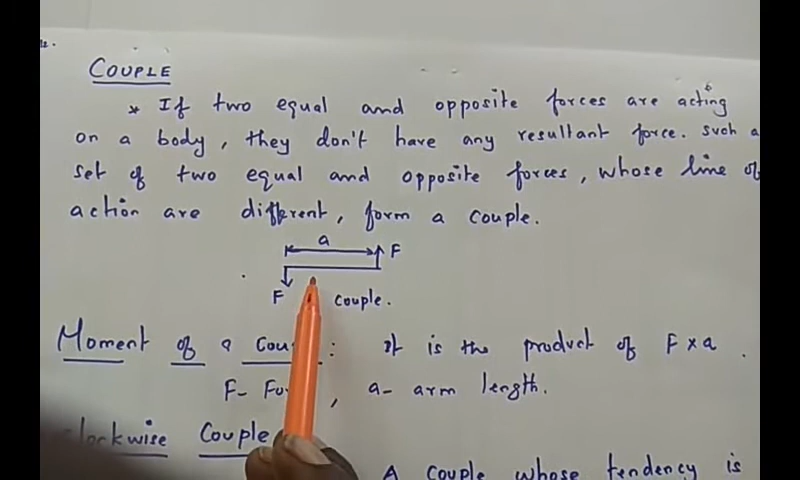 COUPLE
* If two equal and opposite forces are acting
on a body, they don't have any resultant force. Such a
set of two equal and opposite forces, whose line of
action are different, form a couple.
a
F
F
couple.
Moment of a : it is the product of F x a.
F- , a- arm length.
Couple
A couple whose tendency is